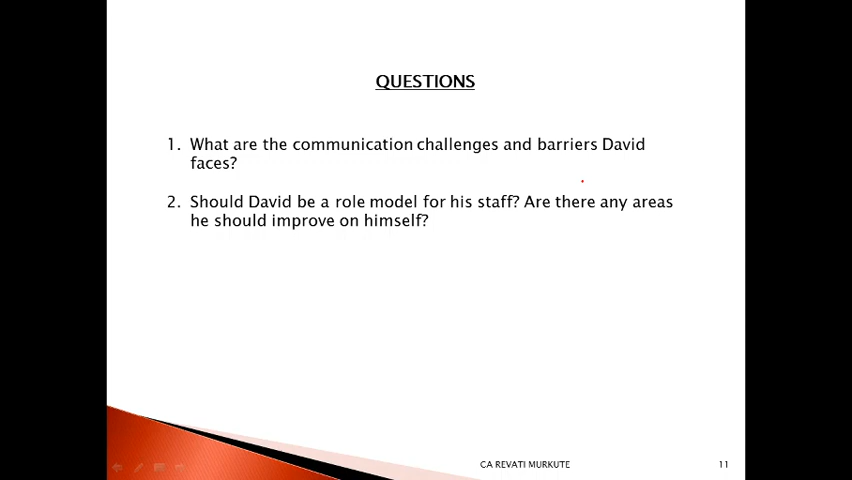 QUESTIONS
1. What are the communication challenges and barriers David
faces?
2. Should David be a role model for his staff? Are there any areas
he should improve on himself?
CA REVATI MURKUTE
11